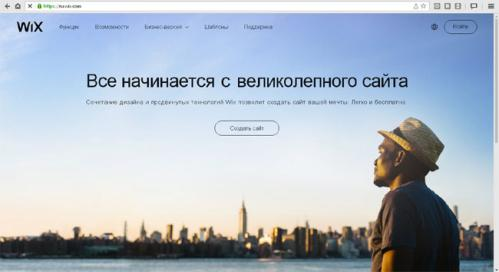 https://ru.wix.com
WiX Функции Возможности Бизнес-версия Шаблоны Поддержка Войти
Все начинается с великолепного сайта
Сочетание дизайна и продвинутых технологий Wix позволит создать сайт вашей мечты. Легко и бесплатно.
Создать сайт